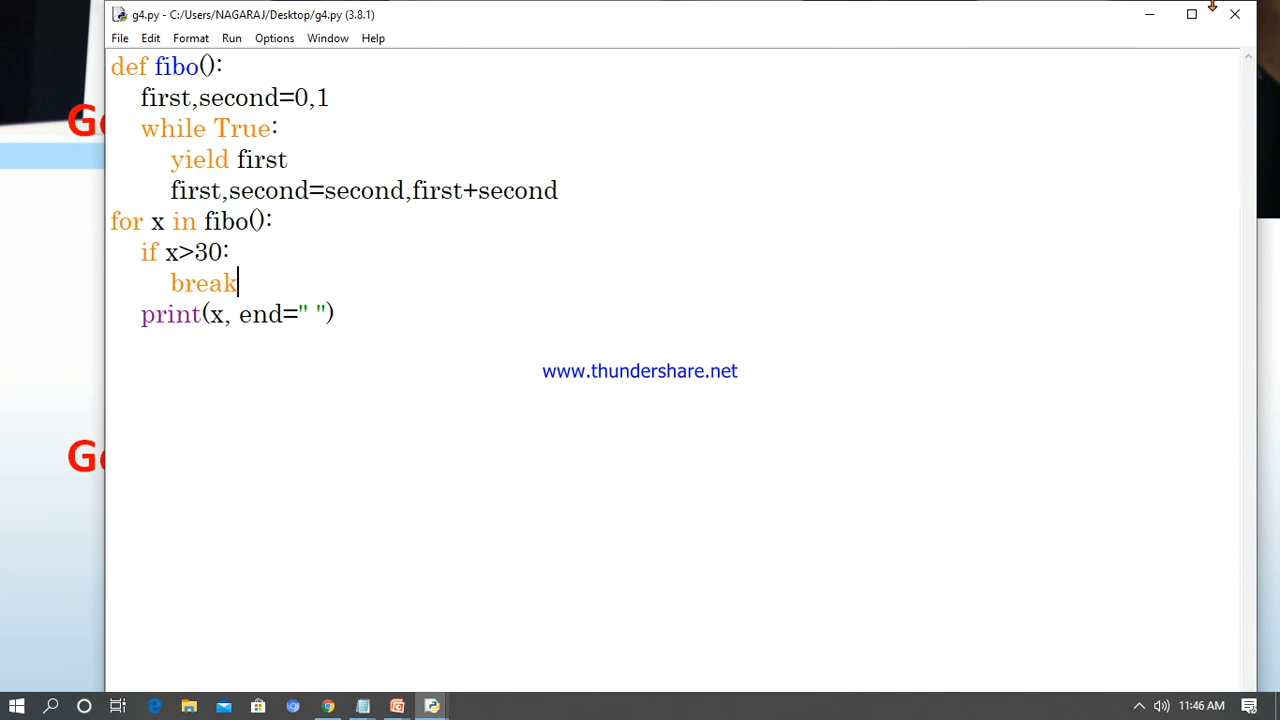 g4.py - C:/Users/NAGARAJ/Desktop/g4.py (3.8.1)
File Edit Format Run Options Window Help
def fibo():
    first,second=0,1
    while True:
        yield first
        first,second=second,first+second
for x in fibo():
    if x>30:
        break
    print(x, end=" ")
www.thundershare.net
Ge
Ge
11:46 AM